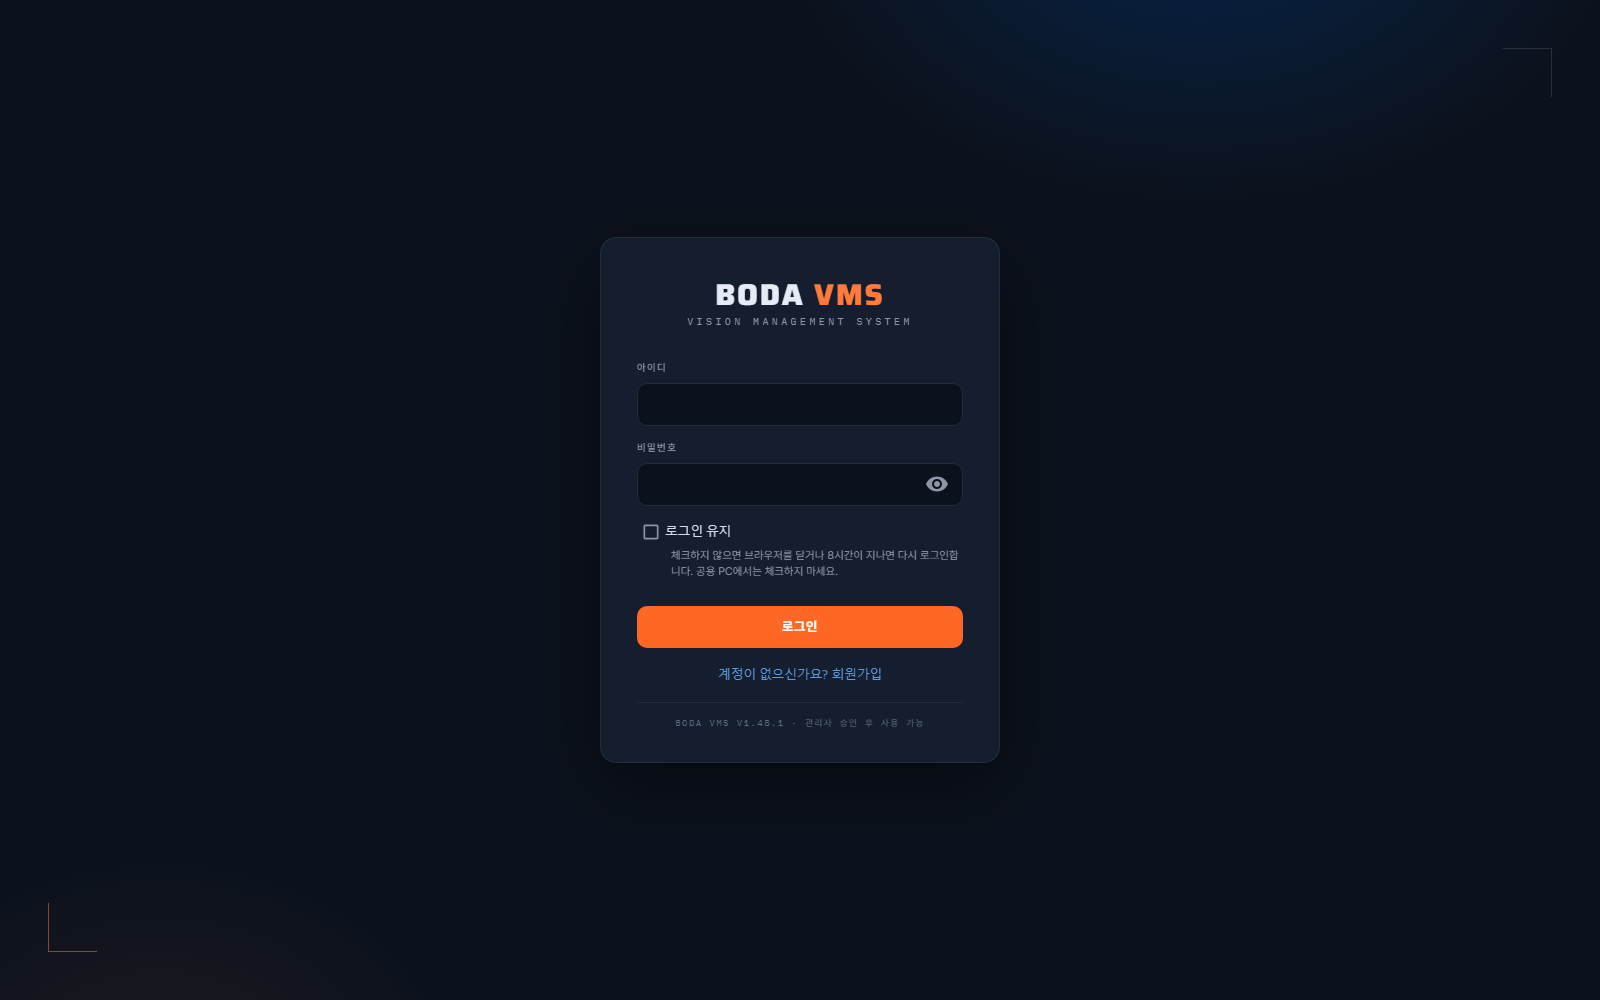 BODA VMS
VISION MANAGEMENT SYSTEM
아이디
비밀번호
로그인 유지
체크하지 않으면 브라우저를 닫거나 8시간이 지나면 다시 로그인합
니다. 공용 PC에서는 체크하지 마세요.
로그인
계정이 없으신가요? 회원가입
BODA VMS V1.48.1 · 관리자 승인 후 사용 가능